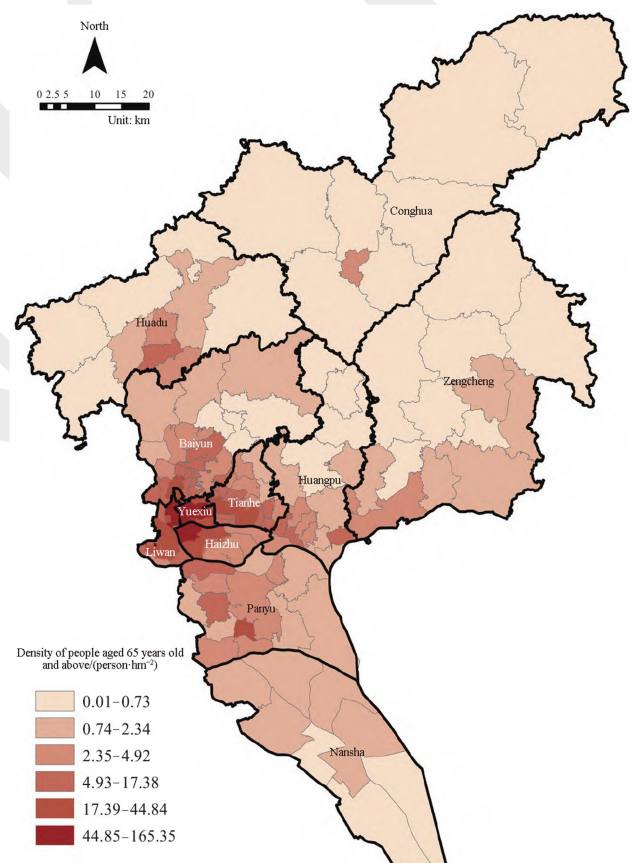 North
0 2.5 5 10 15 20
Unit: km
Conghua
Huadu
Zengcheng
Baiyun
Huangpu
Tianhe
Yuexiu
Haizhu
Liwan
Panyu
Density of people aged 65 years old
and above/(person·hm⁻²)
0.01−0.73
0.74−2.34
2.35−4.92
4.93−17.38
17.39−44.84
44.85−165.35
Nansha